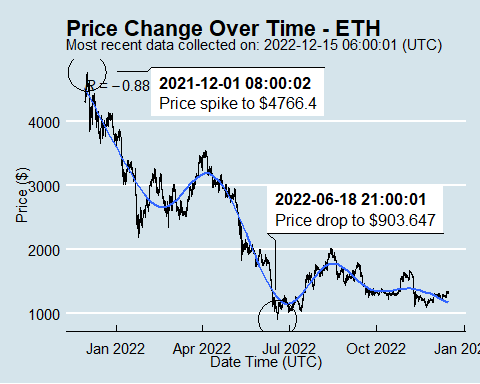 Price Change Over Time - ETH
Most recent data collected on: 2022-12-15 06:00:01 (UTC)
R = −0.88
2021-12-01 08:00:02
Price spike to $4766.4
4000
3000
2000
1000
Price ($)
2022-06-18 21:00:01
Price drop to $903.647
Jan 2022
Apr 2022
Jul 2022
Oct 2022
Jan 202
Date Time (UTC)